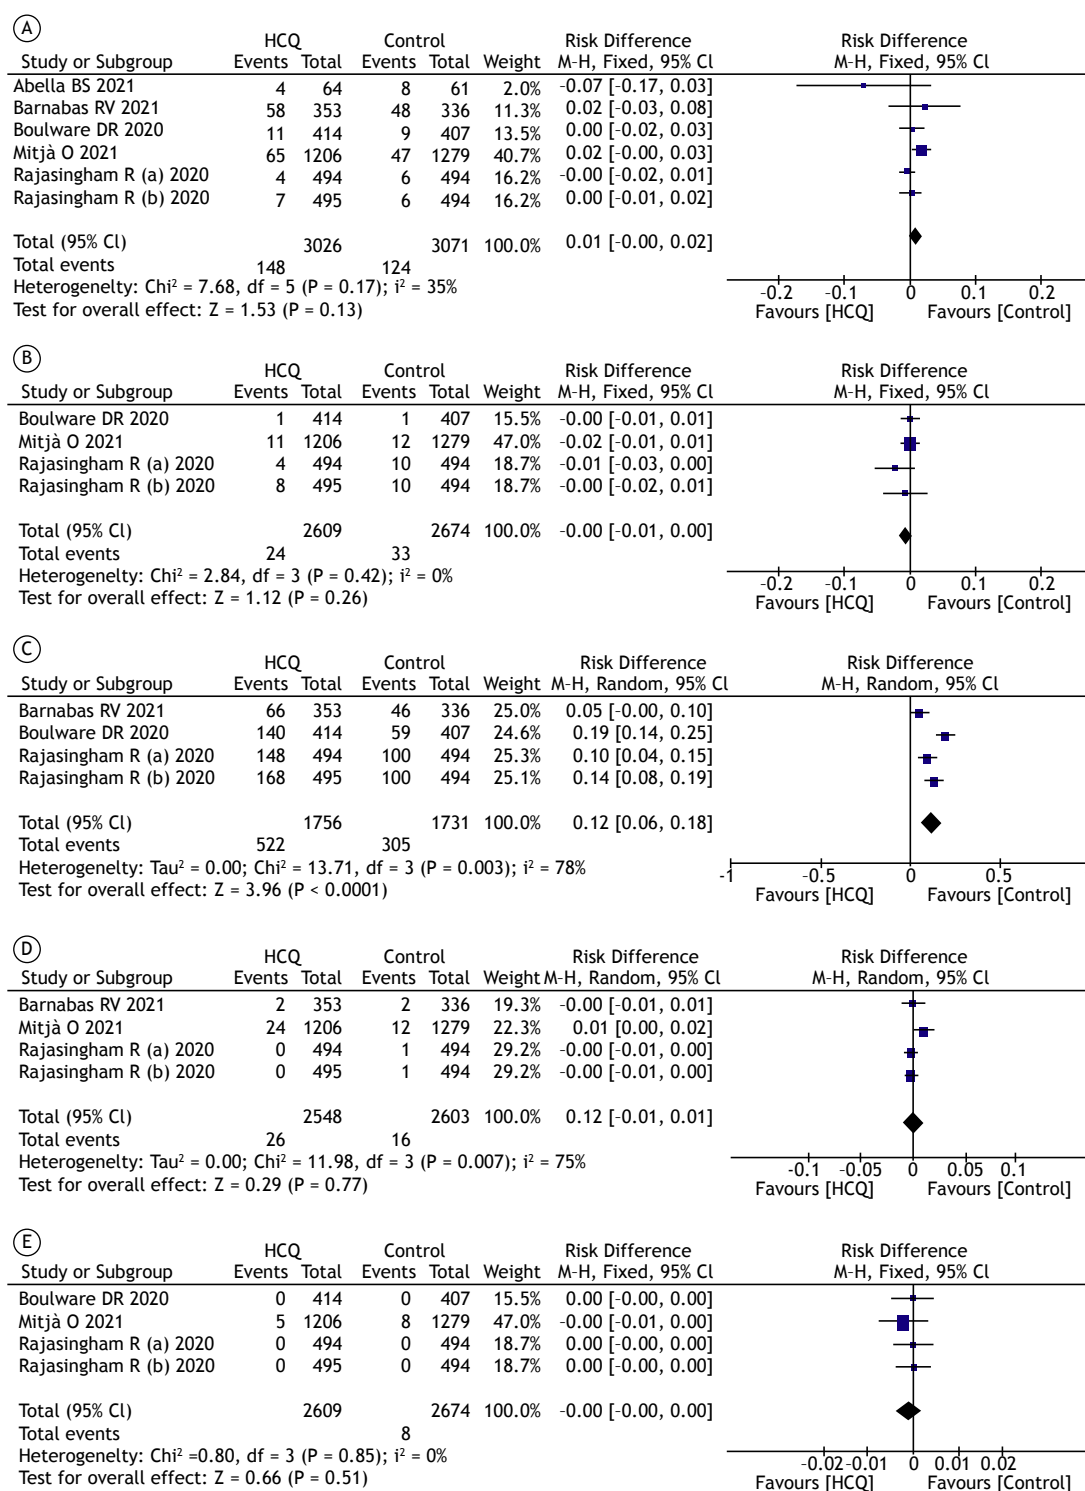 A
HCQ Control Risk Difference Risk Difference
Study or Subgroup Events Total Events Total Weight M-H, Fixed, 95% Cl M-H, Fixed, 95% Cl
Abella BS 2021 4 64 8 61 2.0% -0.07 [-0.17, 0.03]
Barnabas RV 2021 58 353 48 336 11.3% 0.02 [-0.03, 0.08]
Boulware DR 2020 11 414 9 407 13.5% 0.00 [-0.02, 0.03]
Mitjà O 2021 65 1206 47 1279 40.7% 0.02 [-0.00, 0.03]
Rajasingham R (a) 2020 4 494 6 494 16.2% -0.00 [-0.02, 0.01]
Rajasingham R (b) 2020 7 495 6 494 16.2% 0.00 [-0.01, 0.02]
Total (95% Cl) 3026 3071 100.0% 0.01 [-0.00, 0.02]
Total events 148 124
Heterogenelty: Chi² = 7.68, df = 5 (P = 0.17); i² = 35%
Test for overall effect: Z = 1.53 (P = 0.13)
-0.2 -0.1 0 0.1 0.2
Favours [HCQ] Favours [Control]
B
HCQ Control Risk Difference Risk Difference
Study or Subgroup Events Total Events Total Weight M-H, Fixed, 95% Cl M-H, Fixed, 95% Cl
Boulware DR 2020 1 414 1 407 15.5% -0.00 [-0.01, 0.01]
Mitjà O 2021 11 1206 12 1279 47.0% -0.02 [-0.01, 0.01]
Rajasingham R (a) 2020 4 494 10 494 18.7% -0.01 [-0.03, 0.00]
Rajasingham R (b) 2020 8 495 10 494 18.7% -0.00 [-0.02, 0.01]
Total (95% Cl) 2609 2674 100.0% -0.00 [-0.01, 0.00]
Total events 24 33
Heterogenelty: Chi² = 2.84, df = 3 (P = 0.42); i² = 0%
Test for overall effect: Z = 1.12 (P = 0.26)
-0.2 -0.1 0 0.1 0.2
Favours [HCQ] Favours [Control]
C
HCQ Control Risk Difference Risk Difference
Study or Subgroup Events Total Events Total Weight M-H, Random, 95% Cl M-H, Random, 95% Cl
Barnabas RV 2021 66 353 46 336 25.0% 0.05 [-0.00, 0.10]
Boulware DR 2020 140 414 59 407 24.6% 0.19 [0.14, 0.25]
Rajasingham R (a) 2020 148 494 100 494 25.3% 0.10 [0.04, 0.15]
Rajasingham R (b) 2020 168 495 100 494 25.1% 0.14 [0.08, 0.19]
Total (95% Cl) 1756 1731 100.0% 0.12 [0.06, 0.18]
Total events 522 305
Heterogenelty: Tau² = 0.00; Chi² = 13.71, df = 3 (P = 0.003); i² = 78%
Test for overall effect: Z = 3.96 (P < 0.0001)
-1 -0.5 0 0.5
Favours [HCQ] Favours [Control]
D
HCQ Control Risk Difference Risk Difference
Study or Subgroup Events Total Events Total Weight M-H, Random, 95% Cl M-H, Random, 95% Cl
Barnabas RV 2021 2 353 2 336 19.3% -0.00 [-0.01, 0.01]
Mitjà O 2021 24 1206 12 1279 22.3% 0.01 [0.00, 0.02]
Rajasingham R (a) 2020 0 494 1 494 29.2% -0.00 [-0.01, 0.00]
Rajasingham R (b) 2020 0 495 1 494 29.2% -0.00 [-0.01, 0.00]
Total (95% Cl) 2548 2603 100.0% 0.12 [-0.01, 0.01]
Total events 26 16
Heterogenelty: Tau² = 0.00; Chi² = 11.98, df = 3 (P = 0.007); i² = 75%
Test for overall effect: Z = 0.29 (P = 0.77)
-0.1 -0.05 0 0.05 0.1
Favours [HCQ] Favours [Control]
E
HCQ Control Risk Difference Risk Difference
Study or Subgroup Events Total Events Total Weight M-H, Fixed, 95% Cl M-H, Fixed, 95% Cl
Boulware DR 2020 0 414 0 407 15.5% 0.00 [-0.00, 0.00]
Mitjà O 2021 5 1206 8 1279 47.0% -0.00 [-0.01, 0.00]
Rajasingham R (a) 2020 0 494 0 494 18.7% 0.00 [-0.00, 0.00]
Rajasingham R (b) 2020 0 495 0 494 18.7% 0.00 [-0.00, 0.00]
Total (95% Cl) 2609 2674 100.0% -0.00 [-0.00, 0.00]
Total events 8
Heterogenelty: Chi² =0.80, df = 3 (P = 0.85); i² = 0%
Test for overall effect: Z = 0.66 (P = 0.51)
-0.02 -0.01 0 0.01 0.02
Favours [HCQ] Favours [Control]